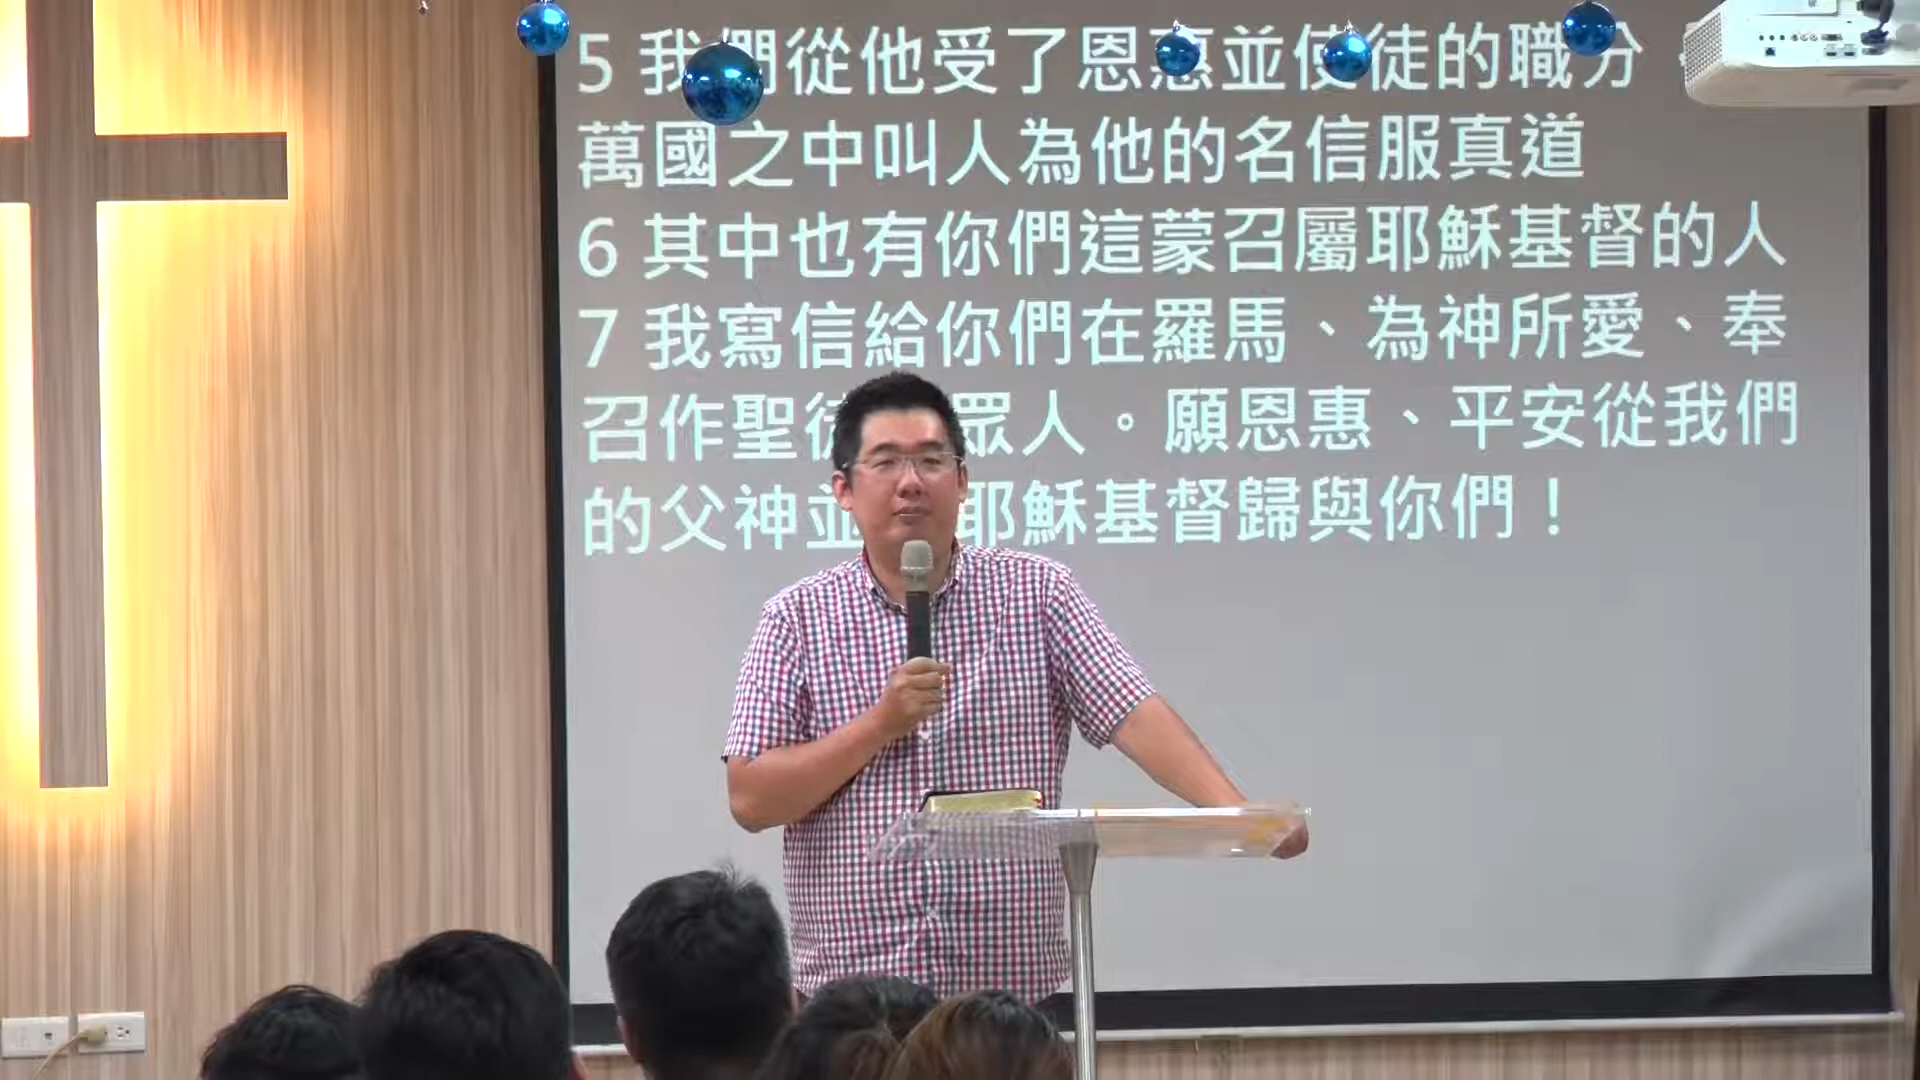 5 我們從他受了恩惠並使徒的職分，
萬國之中叫人為他的名信服真道
6 其中也有你們這蒙召屬耶穌基督的人
7 我寫信給你們在羅馬、為神所愛、奉
召作聖徒 眾人。願恩惠、平安從我們
的父神並 耶穌基督歸與你們！